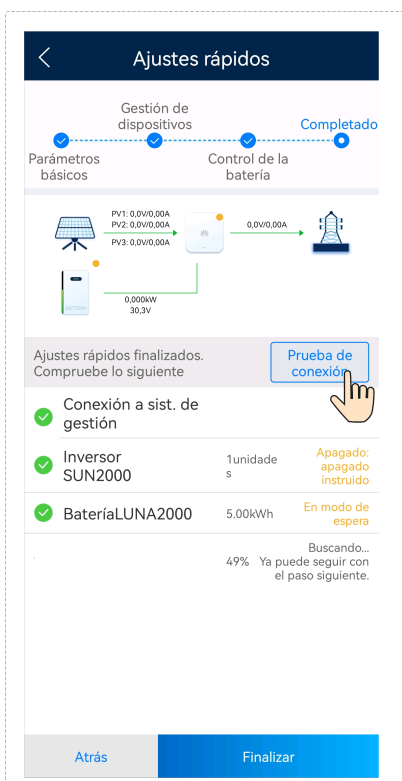 Ajustes rápidos
Gestión de
dispositivos
Completado
Parámetros
básicos
Control de la
batería
PV1: 0,0V/0,00A
PV2: 0,0V/0,00A
PV3: 0,0V/0,00A
0,0V/0,00A
0,000kW
30,3V
Ajustes rápidos finalizados.
Compruebe lo siguiente
Prueba de
conexión
Conexión a sist. de
gestión
Inversor
SUN2000
1unidade
s
Apagado:
apagado
instruido
BateríaLUNA2000
5.00kWh
En modo de
espera
49%
Buscando...
Ya puede seguir con
el paso siguiente.
Atrás
Finalizar